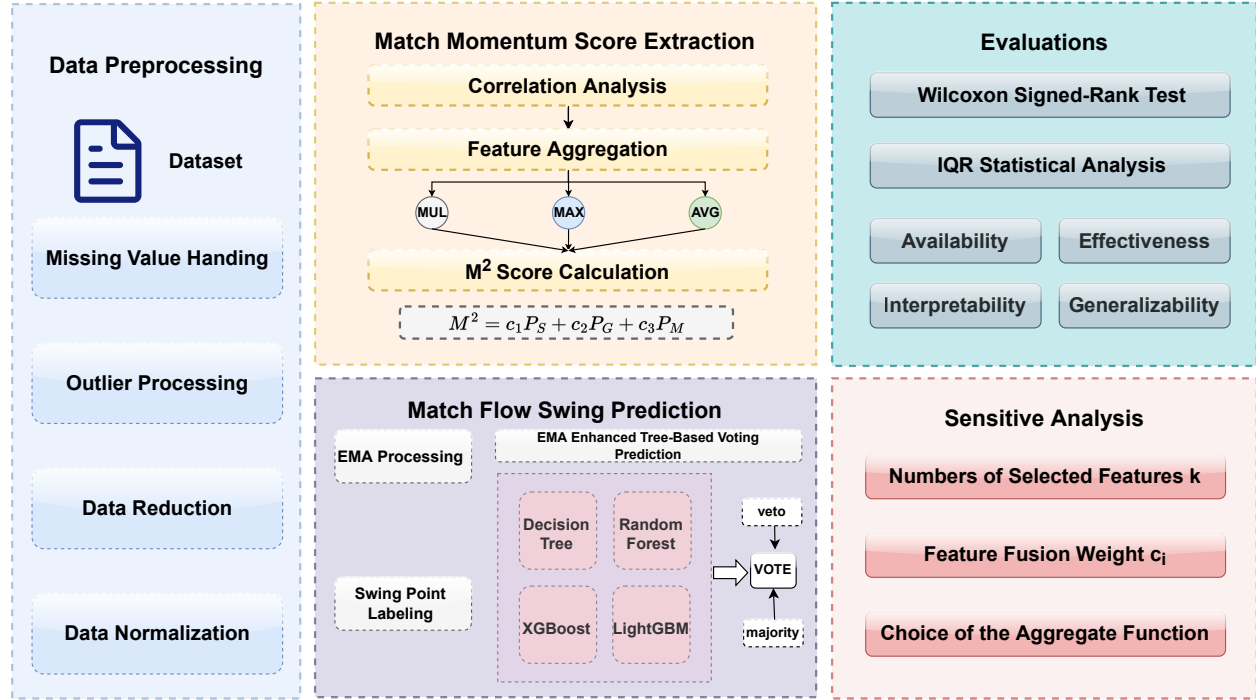 Data Preprocessing
Dataset
Missing Value Handing
Outlier Processing
Data Reduction
Data Normalization
Match Momentum Score Extraction
Correlation Analysis
Feature Aggregation
MUL
MAX
AVG
M² Score Calculation
M² = c₁P_S + c₂P_G + c₃P_M
Match Flow Swing Prediction
EMA Processing
Swing Point
Labeling
EMA Enhanced Tree-Based Voting
Prediction
Decision
Tree
Random
Forest
XGBoost
LightGBM
veto
VOTE
majority
Evaluations
Wilcoxon Signed-Rank Test
IQR Statistical Analysis
Availability
Effectiveness
Interpretability
Generalizability
Sensitive Analysis
Numbers of Selected Features k
Feature Fusion Weight cᵢ
Choice of the Aggregate Function